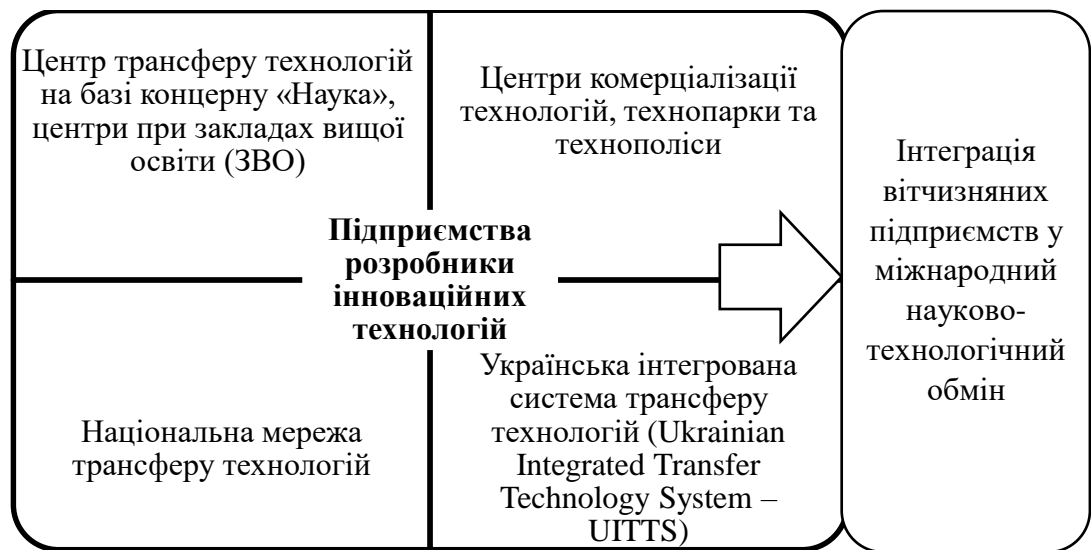 Центр трансферу технологій
на базі концерну «Наука»,
центри при закладах вищої
освіти (ЗВО)
Центри комерціалізації
технологій, технопарки та
технополіси
Підприємства
розробники
інноваційних
технологій
Національна мережа
трансферу технологій
Українська інтегрована
система трансферу
технологій (Ukrainian
Integrated Transfer
Technology System –
UITTS)
Інтеграція
вітчизняних
підприємств у
міжнародний
науково-
технологічний
обмін